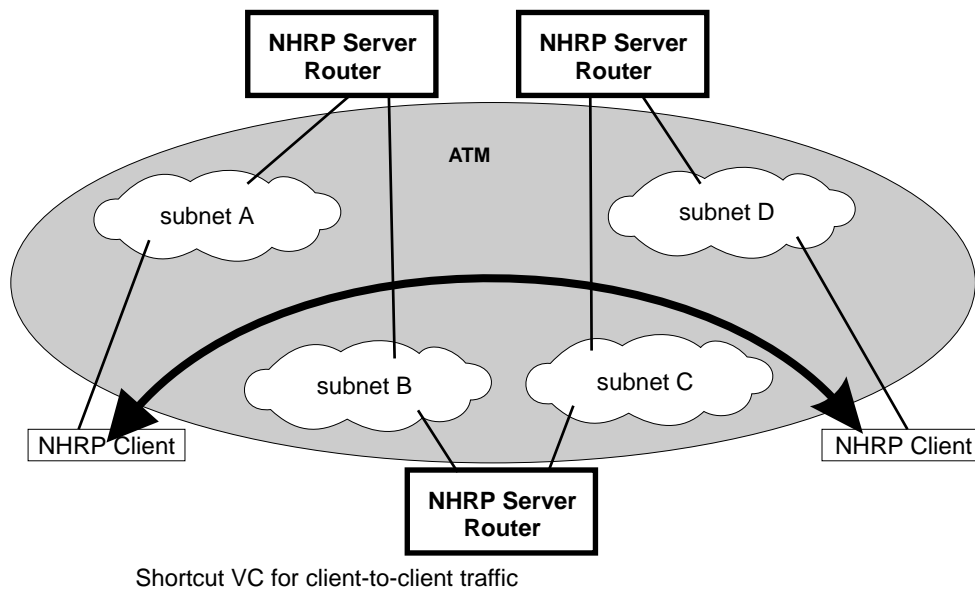 NHRP Server
Router
NHRP Server
Router
ATM
subnet A
subnet D
subnet B
subnet C
NHRP Client
NHRP Client
NHRP Server
Router
Shortcut VC for client-to-client traffic